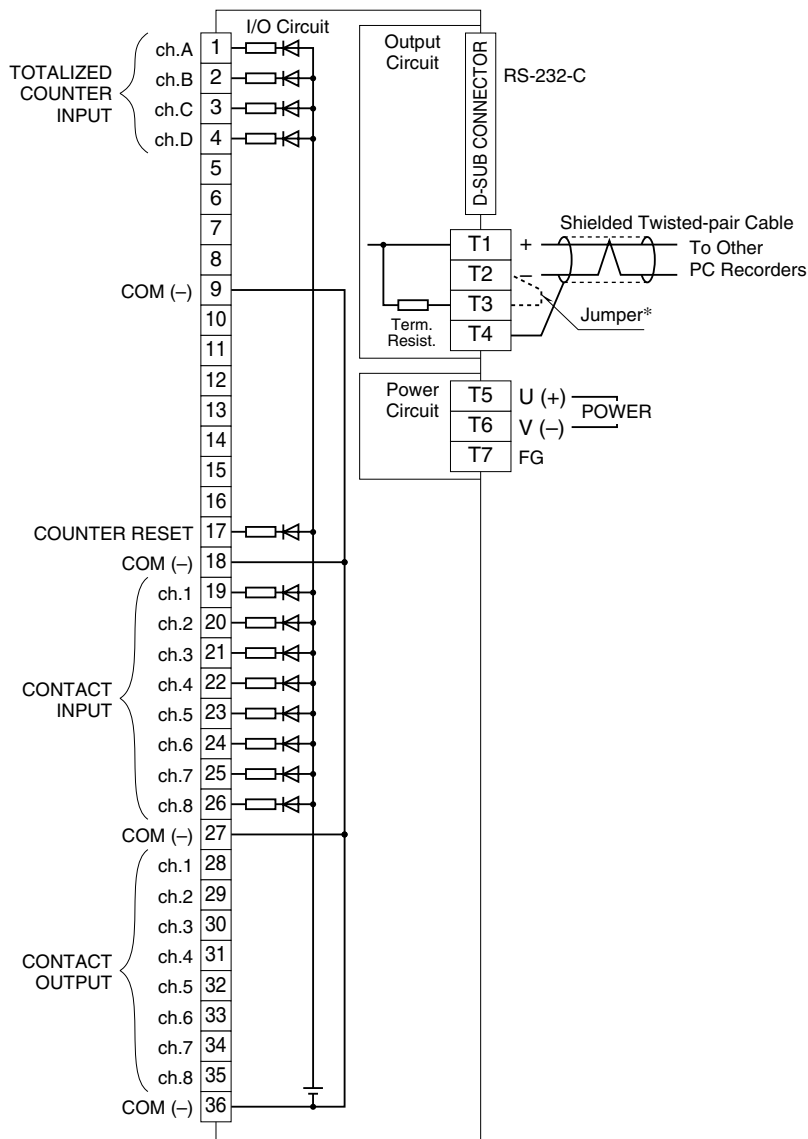 I/O Circuit
TOTALIZED
COUNTER
INPUT
ch.A 1
ch.B 2
ch.C 3
ch.D 4
5
6
7
8
COM (–) 9
10
11
12
13
14
15
16
COUNTER RESET 17
COM (–) 18
CONTACT
INPUT
ch.1 19
ch.2 20
ch.3 21
ch.4 22
ch.5 23
ch.6 24
ch.7 25
ch.8 26
COM (–) 27
CONTACT
OUTPUT
ch.1 28
ch.2 29
ch.3 30
ch.4 31
ch.5 32
ch.6 33
ch.7 34
ch.8 35
COM (–) 36
Output
Circuit
D-SUB CONNECTOR
RS-232-C
Shielded Twisted-pair Cable
T1 +
T2 –
T3
T4
To Other
PC Recorders
Term.
Resist.
Jumper*
Power
Circuit
T5 U (+)
T6 V (–)
T7 FG
POWER